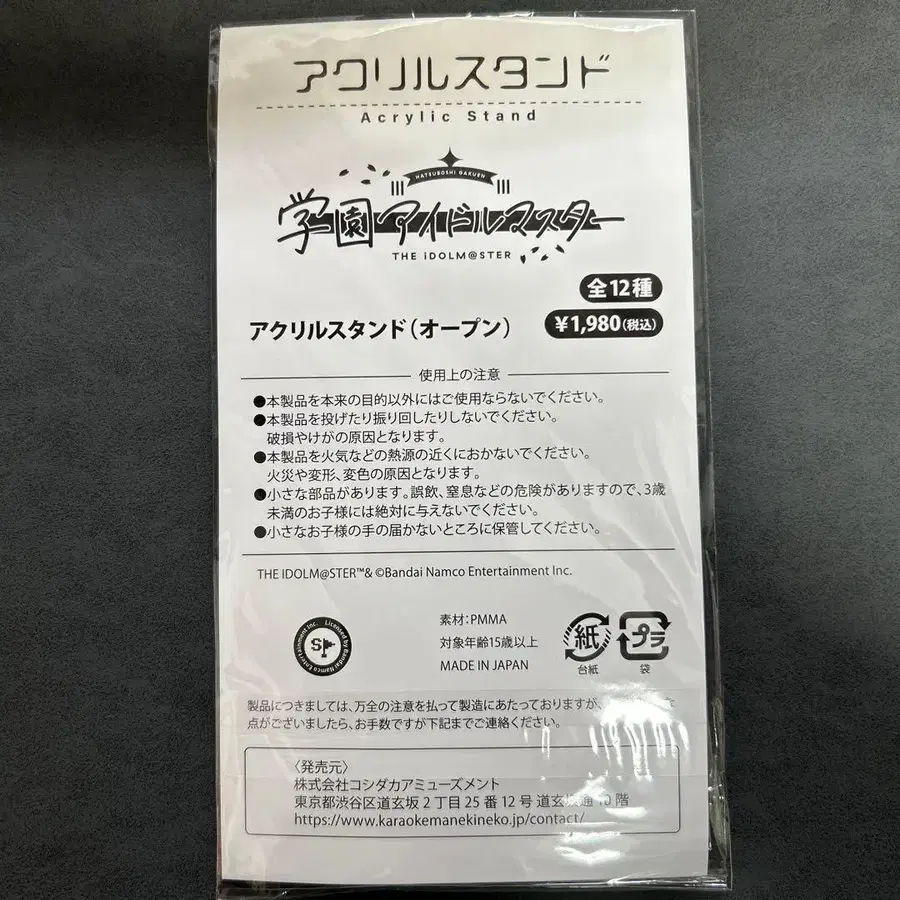 アクリルスタンド
Acrylic Stand
HATSUBOSHI GAKUEN
学園アイドルマスター
THE iDOLM@STER
全12種
アクリルスタンド（オープン）
¥1,980（税込）
使用上の注意
●本製品を本来の目的以外にはご使用ならないでください。
●本製品を投げたり振り回したりしないでください。
破損やけがの原因となります。
●本製品を火気などの熱源の近くにおかないでください。
火災や変形、変色の原因となります。
●小さな部品があります。誤飲、窒息などの危険がありますので、3歳
未満のお子様には絶対に与えないでください。
●小さなお子様の手の届かないところに保管してください。
THE IDOLM@STER™& ©Bandai Namco Entertainment Inc.
Licensed by Bandai Namco Entertainment Inc.
SP
素材：PMMA
対象年齢15歳以上
MADE IN JAPAN
紙
台紙
プラ
袋
製品につきましては、万全の注意を払って製造にあたっておりますが、
点がございましたら、お手数ですが下記までご連絡ください。
〈発売元〉
株式会社コシダカアミューズメント
東京都渋谷区道玄坂2丁目25番12号 道玄坂通 10階
https://www.karaokemanekineko.jp/contact/